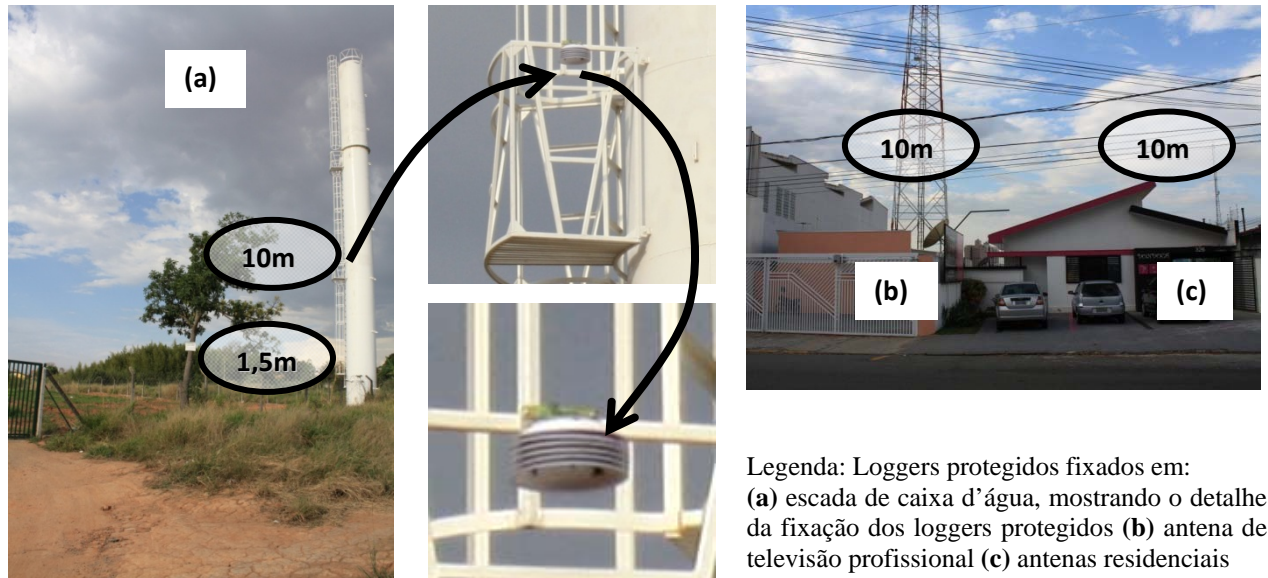 (a)
10m
1,5m
10m
10m
(b)
(c)
Legenda: Loggers protegidos fixados em:
(a) escada de caixa d’água, mostrando o detalhe
da fixação dos loggers protegidos (b) antena de
televisão profissional (c) antenas residenciais